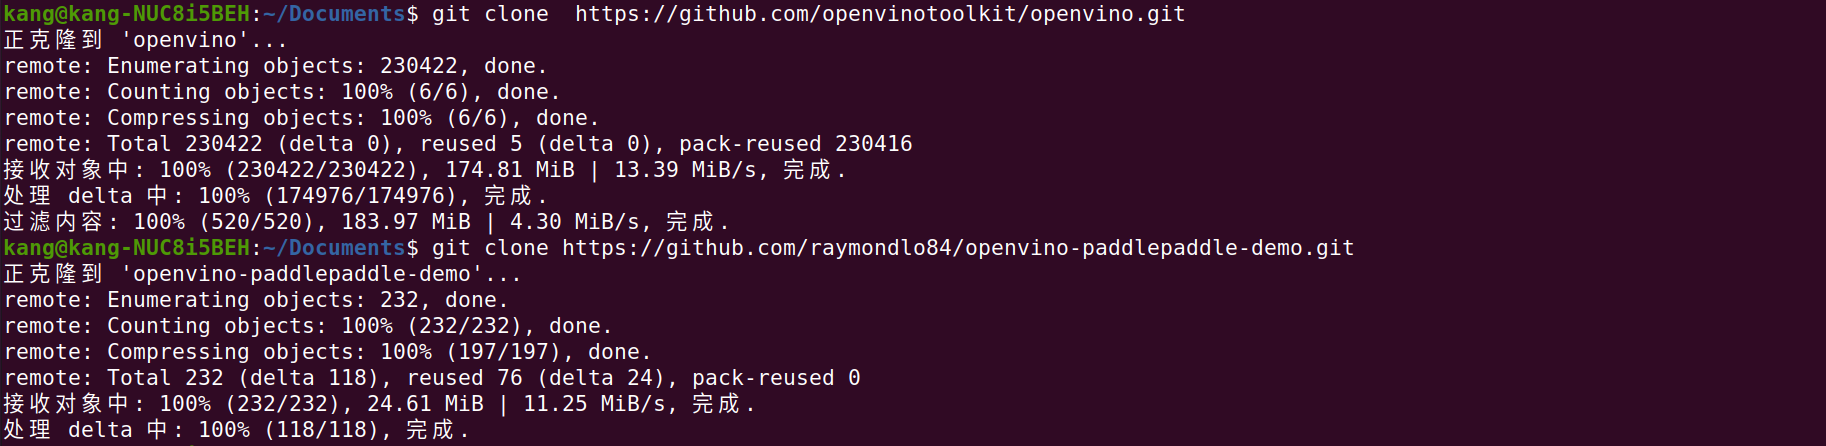 kang@kang-NUC8i5BEH:~/Documents$ git clone  https://github.com/openvinotoolkit/openvino.git
正克隆到 'openvino'...
remote: Enumerating objects: 230422, done.
remote: Counting objects: 100% (6/6), done.
remote: Compressing objects: 100% (6/6), done.
remote: Total 230422 (delta 0), reused 5 (delta 0), pack-reused 230416
接收对象中: 100% (230422/230422), 174.81 MiB | 13.39 MiB/s, 完成.
处理 delta 中: 100% (174976/174976), 完成.
过滤内容: 100% (520/520), 183.97 MiB | 4.30 MiB/s, 完成.
kang@kang-NUC8i5BEH:~/Documents$ git clone https://github.com/raymondlo84/openvino-paddlepaddle-demo.git
正克隆到 'openvino-paddlepaddle-demo'...
remote: Enumerating objects: 232, done.
remote: Counting objects: 100% (232/232), done.
remote: Compressing objects: 100% (197/197), done.
remote: Total 232 (delta 118), reused 76 (delta 24), pack-reused 0
接收对象中: 100% (232/232), 24.61 MiB | 11.25 MiB/s, 完成.
处理 delta 中: 100% (118/118), 完成.